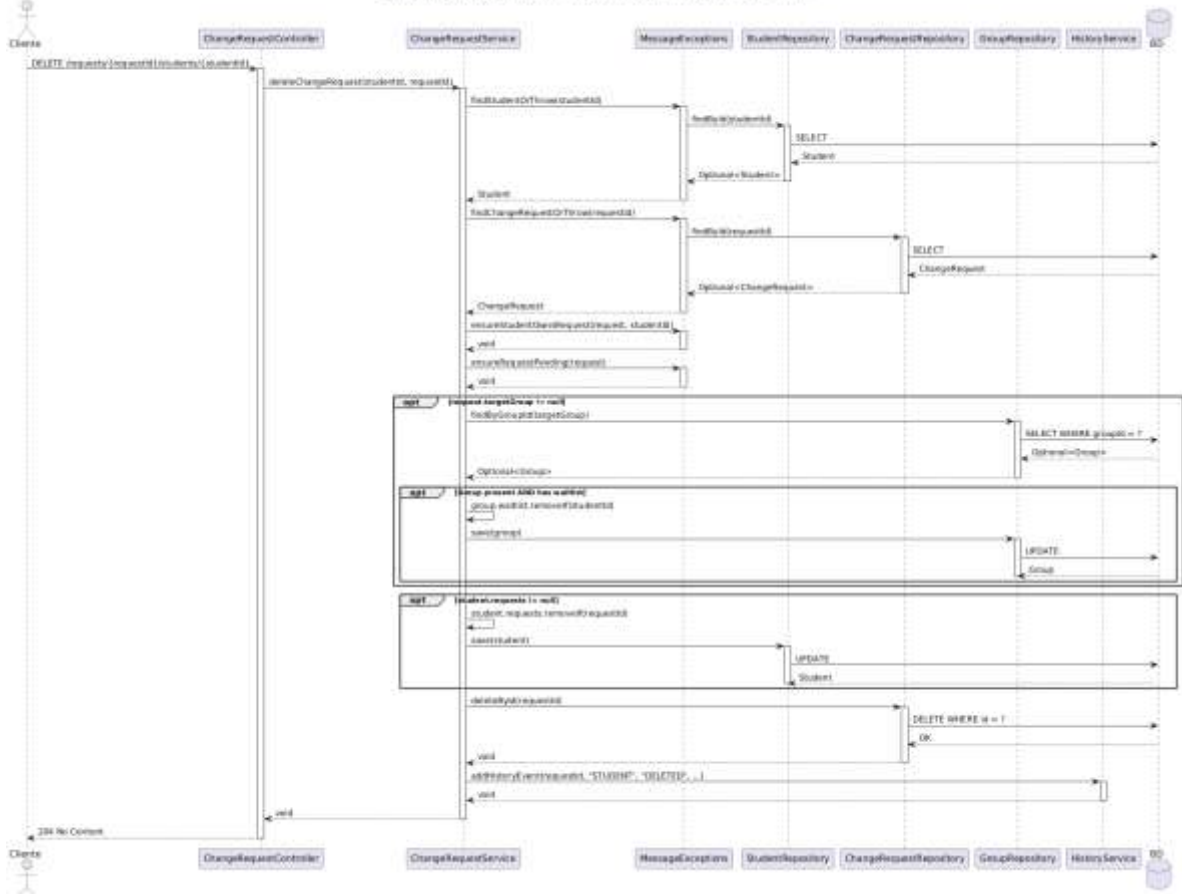 Cliente
ChangeRequestController
ChangeRequestService
MessageExceptions
StudentRepository
ChangeRequestRepository
GroupRepository
HistoryService
BD
DELETE /requests/{requestId}/students/{studentId}
deleteChangeRequest(studentId, requestId)
findStudentOrThrow(studentId)
findById(studentId)
SELECT
Student
Optional<Student>
Student
findChangeRequestOrThrow(requestId)
findById(requestId)
SELECT
ChangeRequest
Optional<ChangeRequest>
ChangeRequest
ensureStudentOwnsRequest(request, studentId)
void
ensureRequestPending(request)
void
opt [request.targetGroup != null]
findByGroupId(targetGroup)
SELECT WHERE groupId = ?
Optional<Group>
Optional<Group>
opt [Group present AND has waitlist]
group.waitlist.removeIf(studentId)
save(group)
UPDATE
Group
opt [student.requests != null]
student.requests.removeIf(requestId)
save(student)
UPDATE
Student
deleteById(requestId)
DELETE WHERE id = ?
OK
void
addHistoryEvent(requestId, "STUDENT", "DELETED", ...)
void
void
204 No Content
Cliente
ChangeRequestController
ChangeRequestService
MessageExceptions
StudentRepository
ChangeRequestRepository
GroupRepository
HistoryService
BD